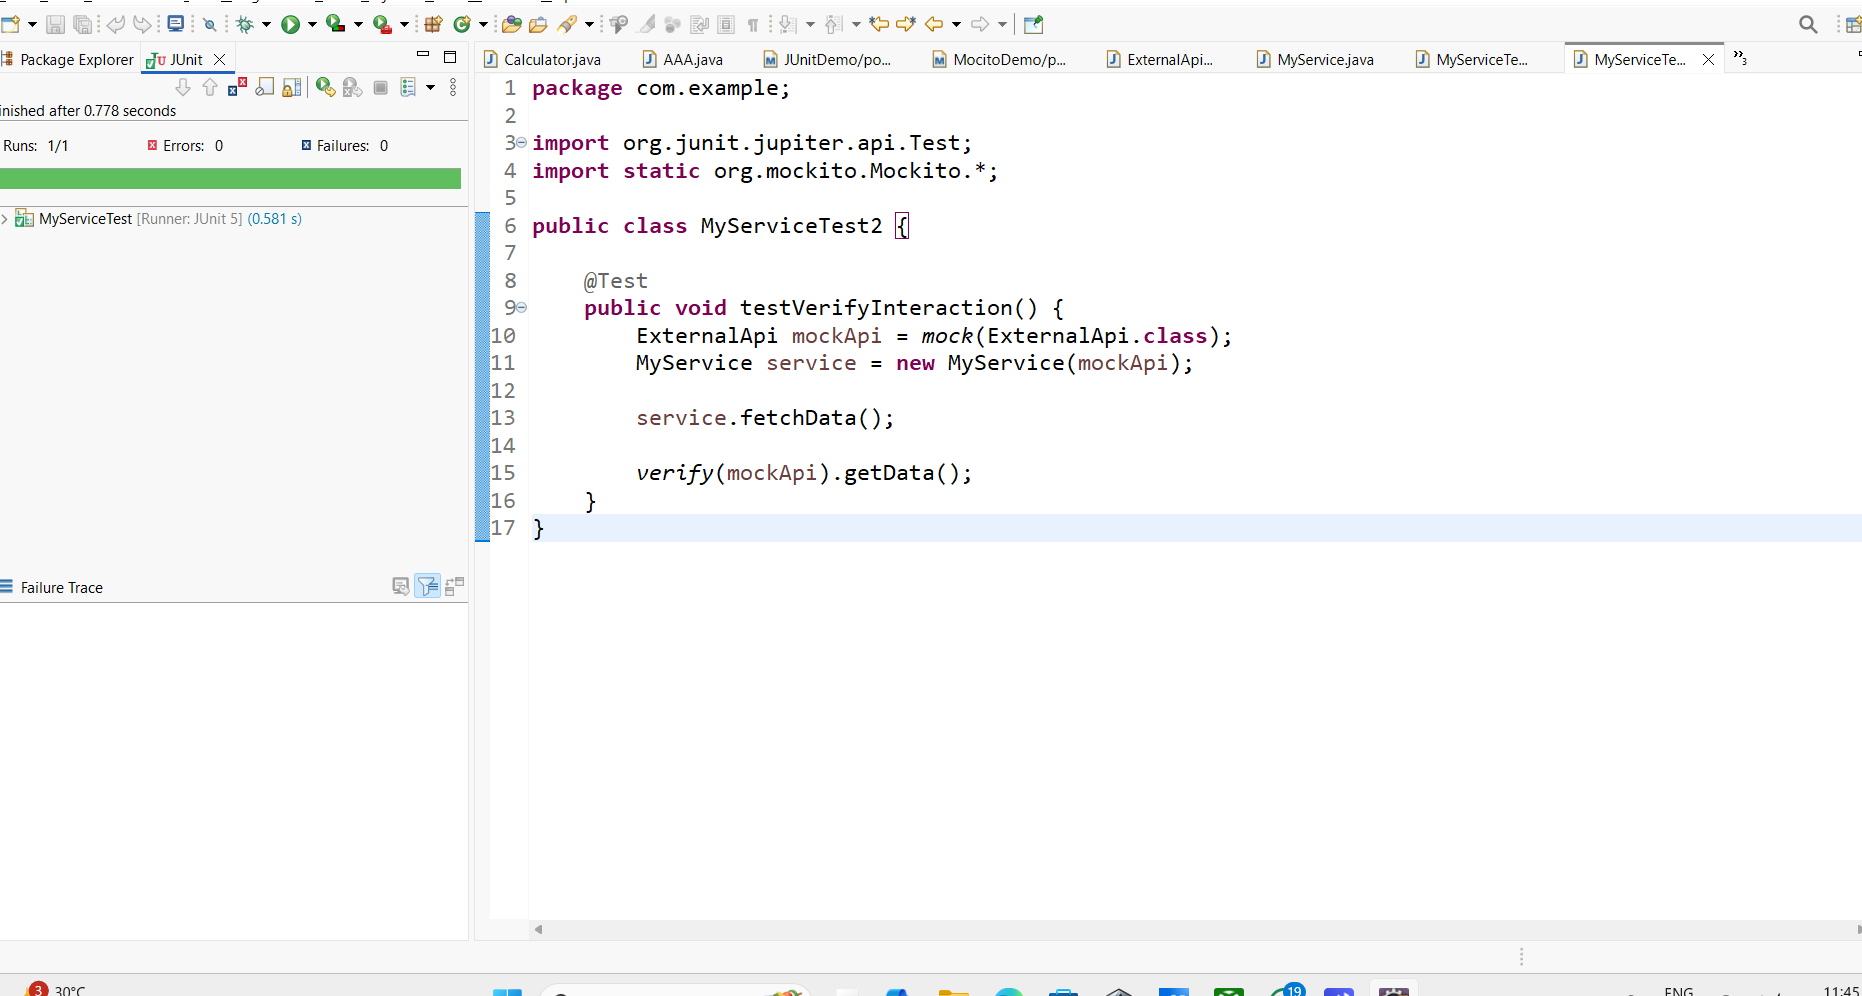 Package Explorer
JUnit
inished after 0.778 seconds
Runs: 1/1
Errors: 0
Failures: 0
MyServiceTest [Runner: JUnit 5] (0.581 s)
Failure Trace
Calculator.java
AAA.java
JUnitDemo/po...
MocitoDemo/p...
ExternalApi...
MyService.java
MyServiceTe...
MyServiceTe...
»3
1 package com.example;
2
3 import org.junit.jupiter.api.Test;
4 import static org.mockito.Mockito.*;
5
6 public class MyServiceTest2 {
7
8 @Test
9 public void testVerifyInteraction() {
10 ExternalApi mockApi = mock(ExternalApi.class);
11 MyService service = new MyService(mockApi);
12
13 service.fetchData();
14
15 verify(mockApi).getData();
16 }
17 }
3
30°C
19
ENG
11:45